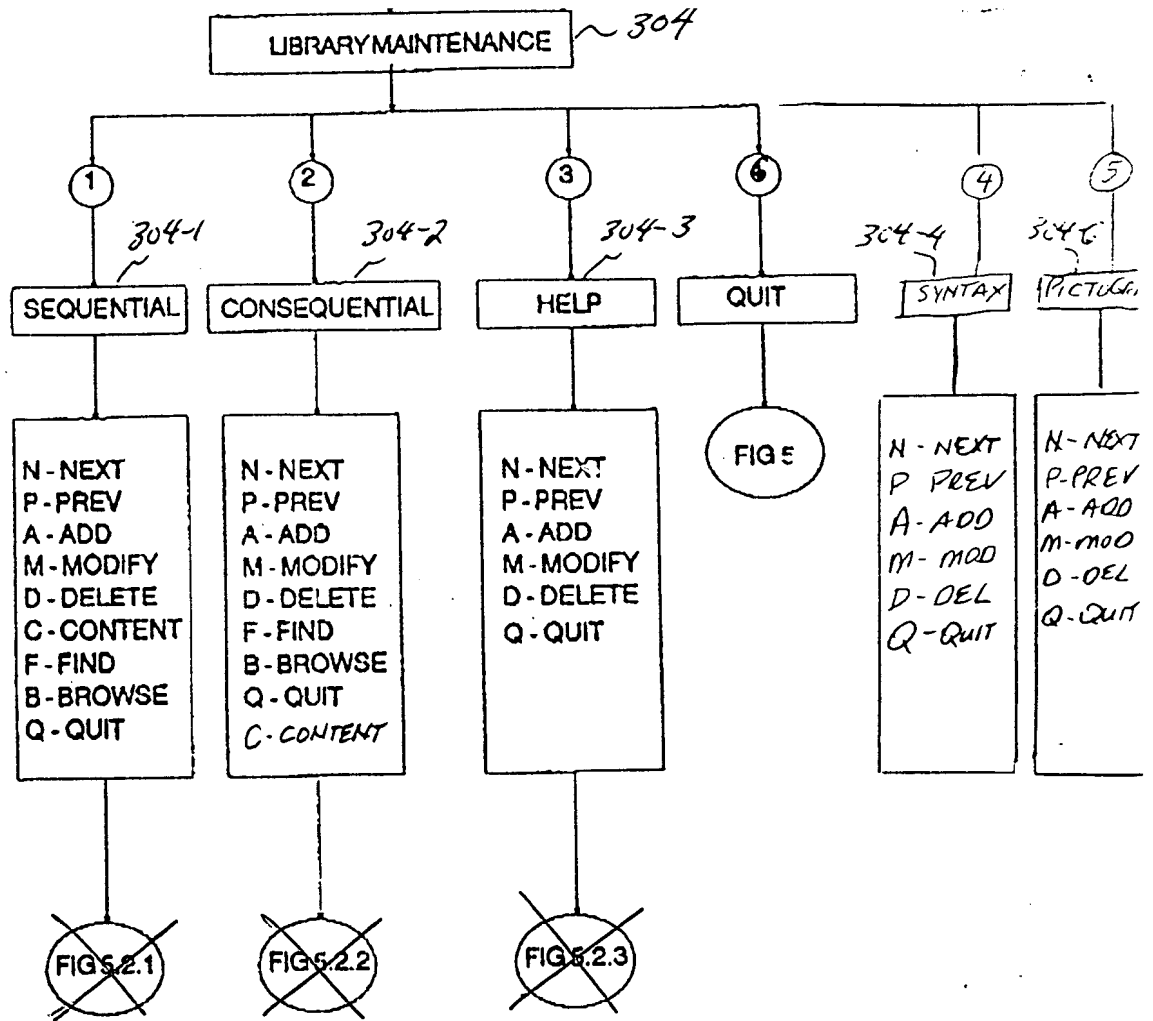 LIBRARY MAINTENANCE
304
1
2
3
6
4
5
304-1
304-2
304-3
304-4
SEQUENTIAL
CONSEQUENTIAL
HELP
QUIT
SYNTAX
N - NEXT
P - PREV
A - ADD
M - MODIFY
D - DELETE
C - CONTENT
F - FIND
B - BROWSE
Q - QUIT
N - NEXT
P - PREV
A - ADD
M - MODIFY
D - DELETE
F - FIND
B - BROWSE
Q - QUIT
C - CONTENT
N - NEXT
P - PREV
A - ADD
M - MODIFY
D - DELETE
Q - QUIT
FIG 5
N - NEXT
P PREV
A - ADD
M - MOD
D - DEL
Q - QUIT
N - NEXT
P - PREV
A - ADD
M - MOD
D - DEL
Q - QUIT
FIG 5.2.1
FIG 5.2.2
FIG 5.2.3